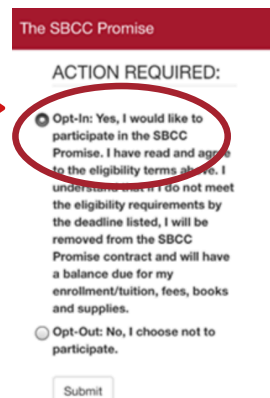 The SBCC Promise
ACTION REQUIRED:
Opt-In: Yes, I would like to
participate in the SBCC
Promise. I have read and agree
to the eligibility terms above. I
understand that if I do not meet
the eligibility requirements by
the deadline listed, I will be
removed from the SBCC
Promise contract and will have
a balance due for my
enrollment/tuition, fees, books
and supplies.
Opt-Out: No, I choose not to
participate.
Submit